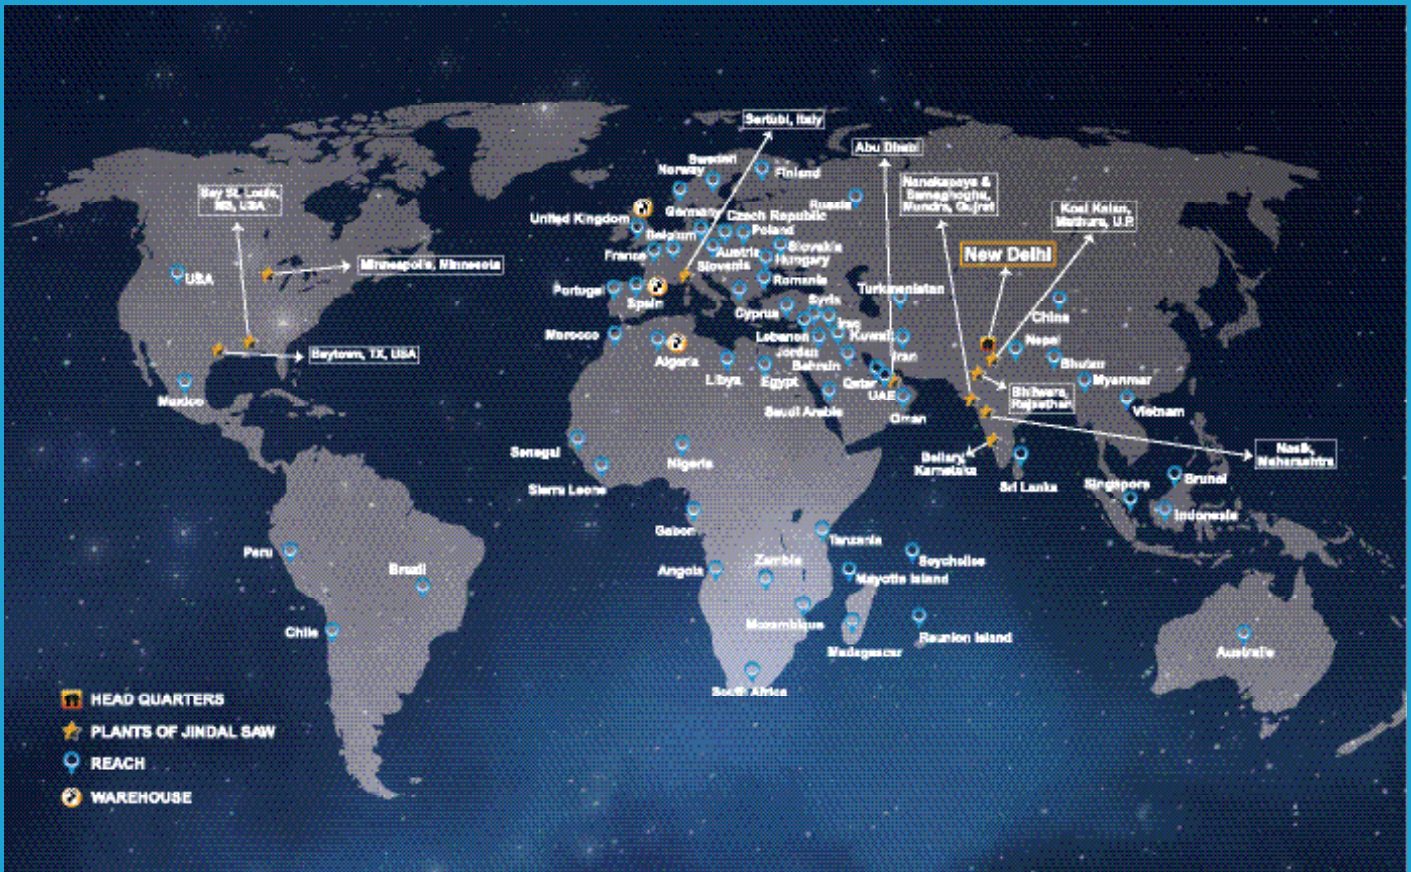 Sertubi, Italy
Abu Dhabi
Sweden
Norway
Finland
Nanakapaya &
Samaghogha,
Mundra, Gujrat
Bay St. Louis,
MS, USA
Russia
Kosi Kalan,
Mathura, U.P.
United Kingdom
Germany
Czech Republic
Belgium
Poland
France
Austria
Slovakia
Slovenia
Hungary
New Delhi
Minneapolis, Minnesota
USA
Portugal
Spain
Romania
Turkmenistan
Cyprus
Syria
China
Iraq
Morocco
Lebanon
Kuwait
Nepal
Baytown, TX, USA
Algeria
Jordan
Iran
Bahrain
Bhutan
Libya
Egypt
Qatar
Myanmar
Mexico
UAE
Bhilwara,
Rajasthan
Saudi Arabia
Oman
Vietnam
Senegal
Nigeria
Bellary,
Karnataka
Nasik,
Maharashtra
Sierra Leone
Sri Lanka
Singapore
Brunei
Indonesia
Gabon
Tanzania
Peru
Brazil
Angola
Zambia
Seychelles
Mayotte Island
Chile
Mozambique
Reunion Island
Madagascar
Australia
South Africa
HEAD QUARTERS
PLANTS OF JINDAL SAW
REACH
WAREHOUSE